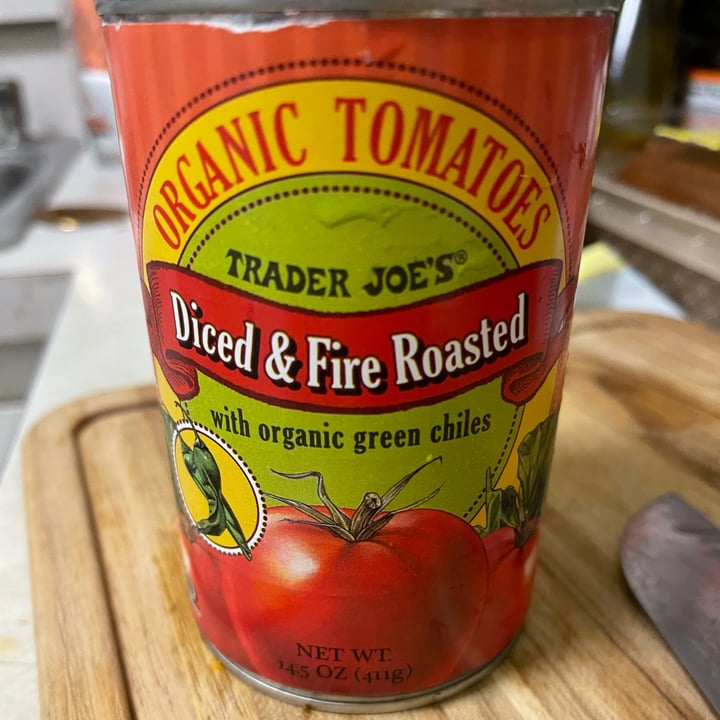 ORGANIC TOMATOES
TRADER JOE'S®
Diced & Fire Roasted
with organic green chiles
NET WT.
14.5 OZ (411g)